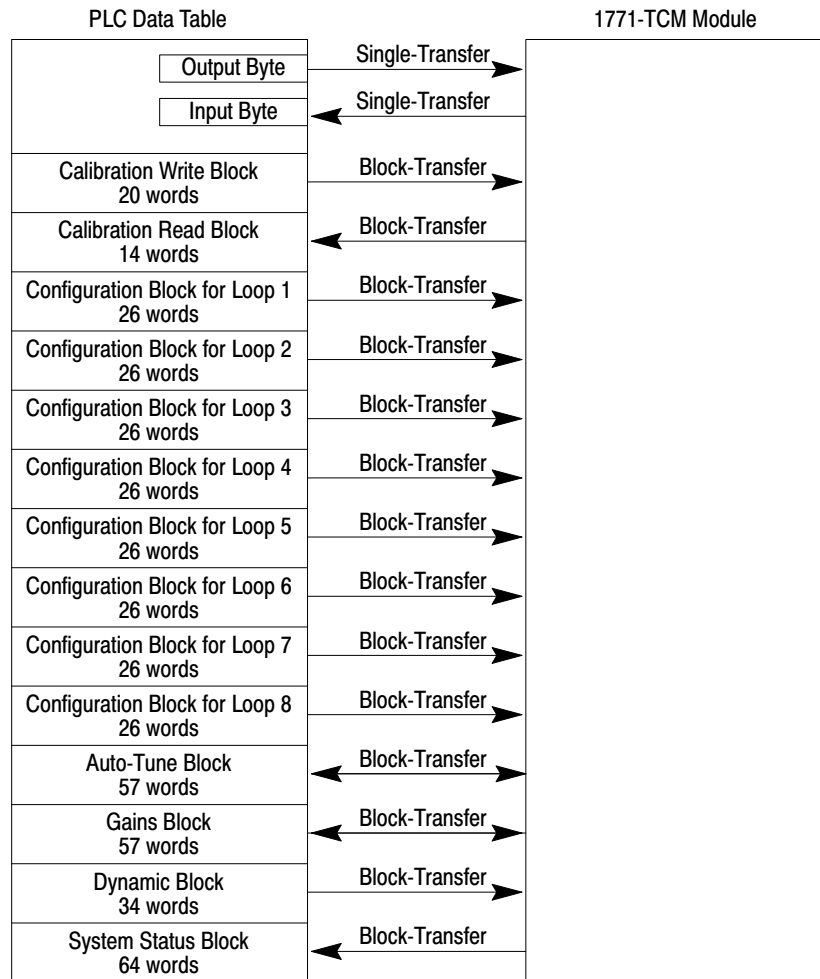 PLC Data Table
1771-TCM Module
Output Byte
Single-Transfer
Input Byte
Single-Transfer
Calibration Write Block
20 words
Block-Transfer
Calibration Read Block
14 words
Block-Transfer
Configuration Block for Loop 1
26 words
Block-Transfer
Configuration Block for Loop 2
26 words
Block-Transfer
Configuration Block for Loop 3
26 words
Block-Transfer
Configuration Block for Loop 4
26 words
Block-Transfer
Configuration Block for Loop 5
26 words
Block-Transfer
Configuration Block for Loop 6
26 words
Block-Transfer
Configuration Block for Loop 7
26 words
Block-Transfer
Configuration Block for Loop 8
26 words
Block-Transfer
Auto-Tune Block
57 words
Block-Transfer
Gains Block
57 words
Block-Transfer
Dynamic Block
34 words
Block-Transfer
System Status Block
64 words
Block-Transfer